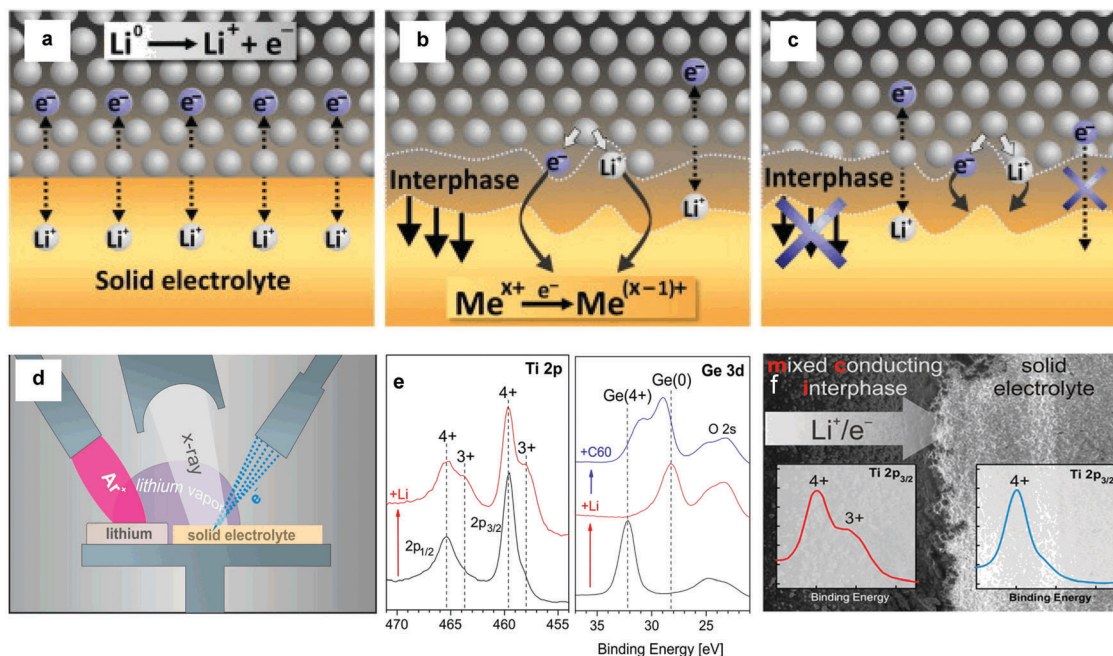 a
Li⁰ → Li⁺ + e⁻
e⁻ e⁻ e⁻ e⁻ e⁻
Li⁺ Li⁺ Li⁺ Li⁺ Li⁺
Solid electrolyte
b
e⁻
e⁻ Li⁺
Interphase
Li⁺
Meˣ⁺ e⁻→ Me⁽ˣ⁻¹⁾⁺
c
e⁻
e⁻
e⁻ Li⁺
Interphase
Li⁺
d
x-ray
Ar⁺
lithium vapor
e⁻
lithium
solid electrolyte
e
Ti 2p
4+
4+ 3+
3+
+Li
2p3/2
2p1/2
470 465 460 455
Ge 3d
Ge(0)
Ge(4+)
O 2s
+C60
+Li
35 31 27 23
Binding Energy [eV]
f
mixed conducting
interphase
solid
electrolyte
Li⁺/e⁻
Ti 2p3/2
4+
3+
Binding Energy
Ti 2p3/2
4+
Binding Energy